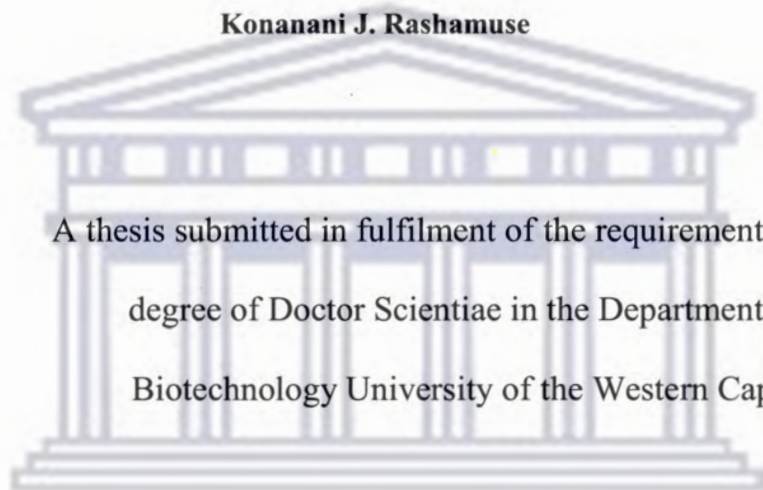 Konanani J. Rashamuse
A thesis submitted in fulfilment of the requirement
degree of Doctor Scientiae in the Department
Biotechnology University of the Western Cap